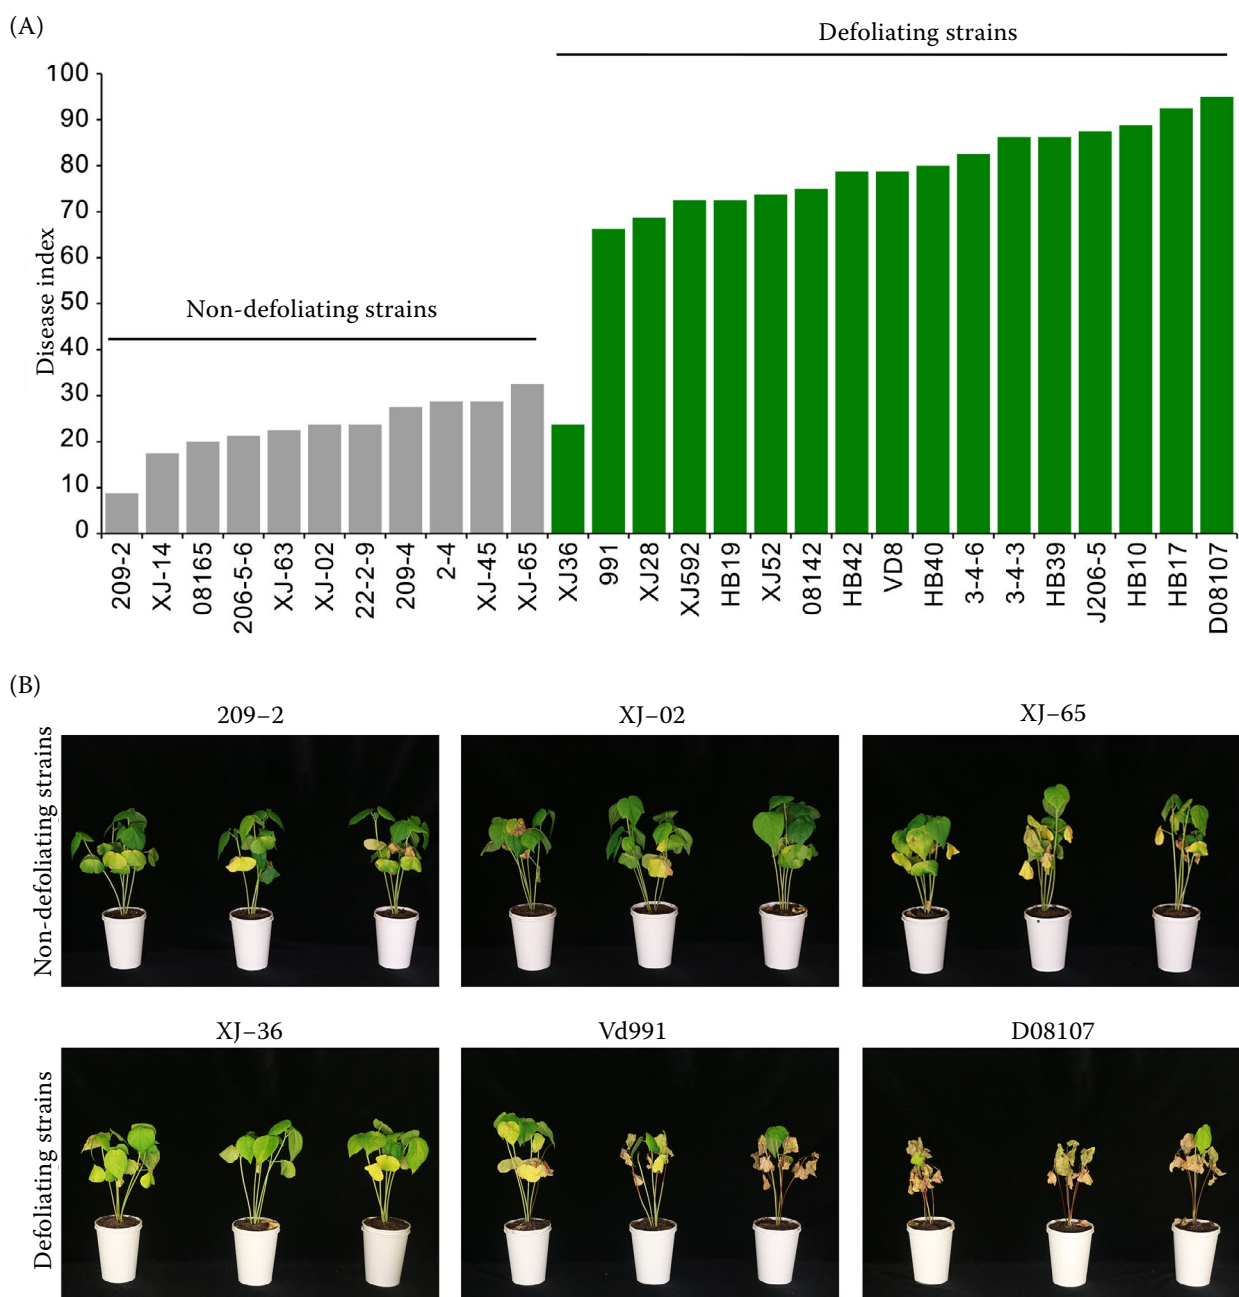 (A)
Defoliating strains
Non-defoliating strains
Disease index
100
90
80
70
60
50
40
30
20
10
0
209-2
XJ-14
08165
206-5-6
XJ-63
XJ-02
22-2-9
209-4
2-4
XJ-45
XJ-65
XJ36
991
XJ28
XJ592
HB19
XJ52
08142
HB42
VD8
HB40
3-4-6
3-4-3
HB39
J206-5
HB10
HB17
D08107
(B)
Non-defoliating strains
209–2
XJ–02
XJ–65
Defoliating strains
XJ–36
Vd991
D08107